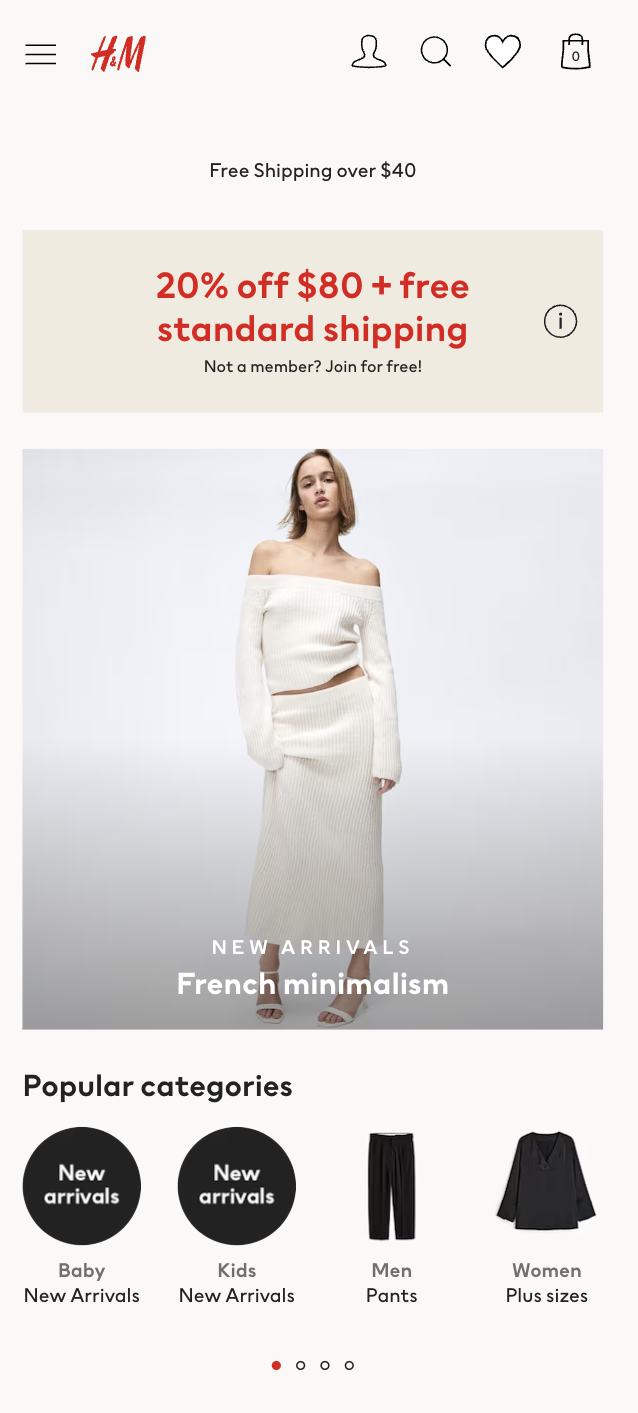 H&M
0
Free Shipping over $40
20% off $80 + free
standard shipping
Not a member? Join for free!
i
NEW ARRIVALS
French minimalism
Popular categories
New
arrivals
New
arrivals
Baby
New Arrivals
Kids
New Arrivals
Men
Pants
Women
Plus sizes